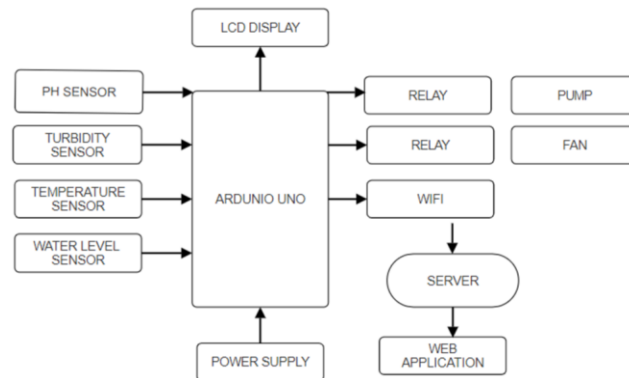 LCD DISPLAY
PH SENSOR
RELAY
PUMP
TURBIDITY
SENSOR
RELAY
FAN
TEMPERATURE
SENSOR
ARDUNIO UNO
WIFI
WATER LEVEL
SENSOR
SERVER
POWER SUPPLY
WEB
APPLICATION